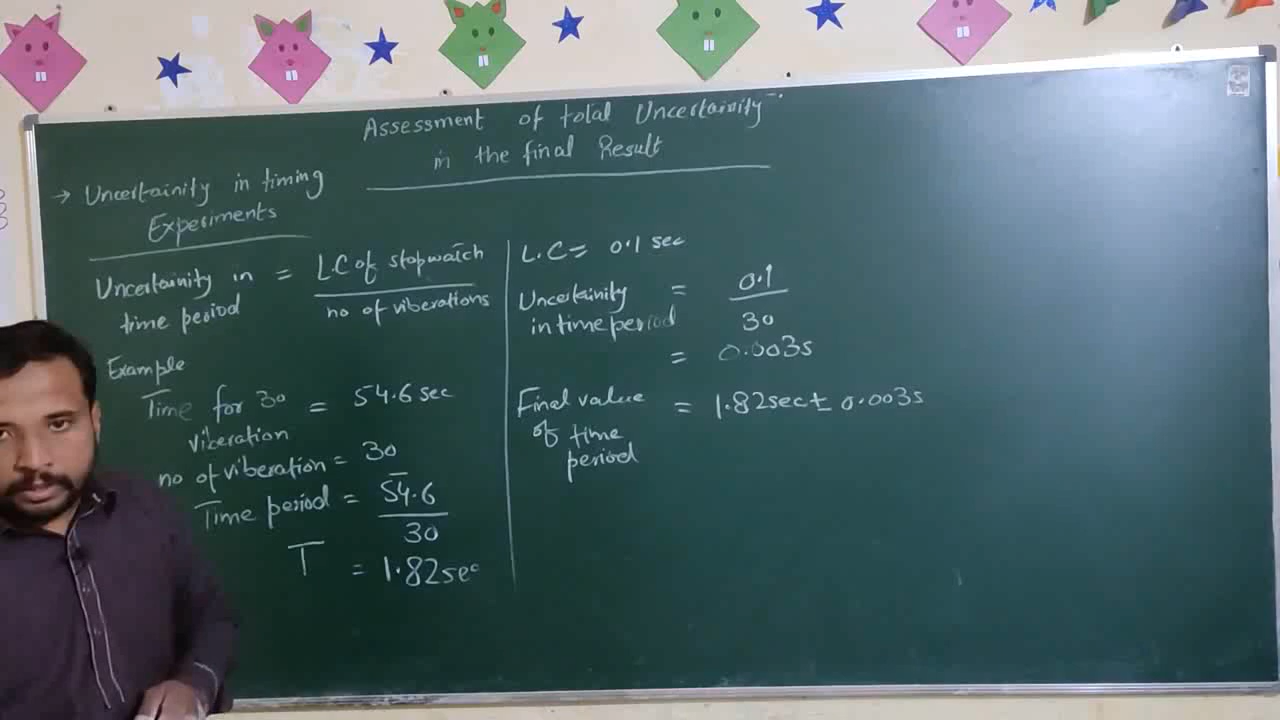 Assessment of total Uncertainity
in the final Result
→ Uncertainity in timing
Experiments
Uncertainity in = L.C of stopwatch
time period no of viberations
Example
Time for 30 = 54.6 sec
viberation
no of viberation = 30
Time period = 54.6
30
T = 1.82sec
L.C = 0.1 sec
Uncertainity = 0.1
in time period 30
= 0.003s
Final value = 1.82sec ± 0.003s
of time
period